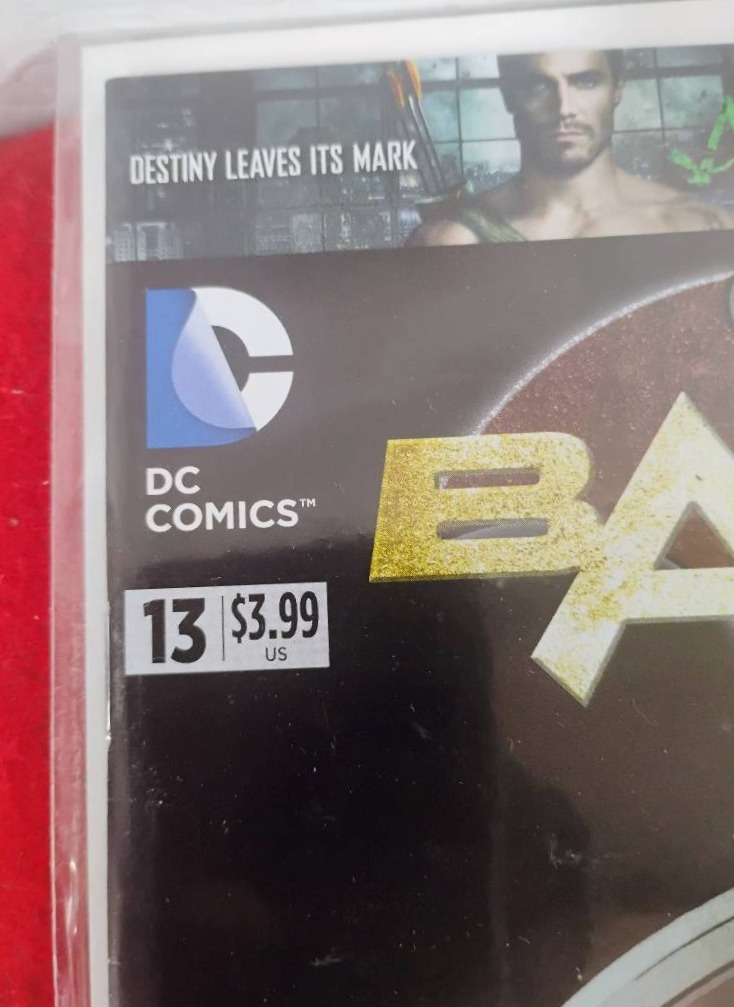 DESTINY LEAVES ITS MARK
DC
COMICS™
BA
13 $3.99
US